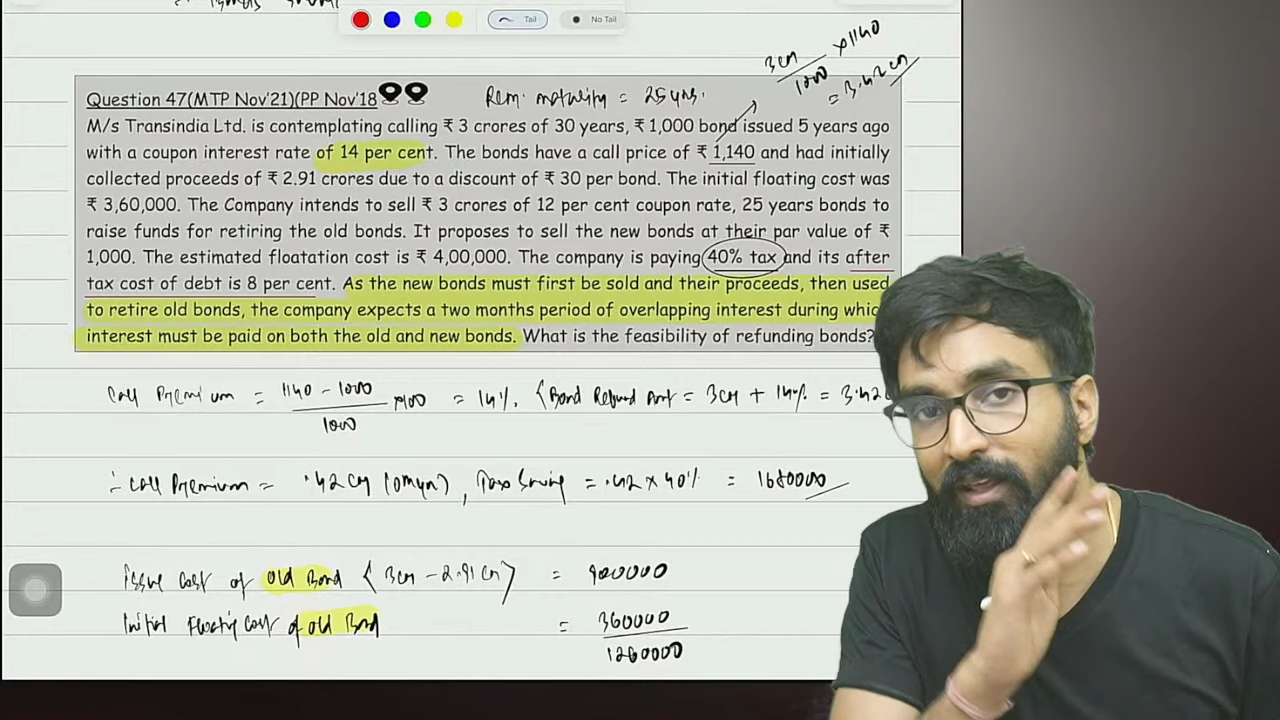 Tail
No Tail
3cr/1000 × 1140
= 3.42 cr
Question 47(MTP Nov'21)(PP Nov'18
Rem. maturity = 25 yrs.
M/s Transindia Ltd. is contemplating calling ₹ 3 crores of 30 years, ₹ 1,000 bond issued 5 years ago
with a coupon interest rate of 14 per cent. The bonds have a call price of ₹ 1,140 and had initially
collected proceeds of ₹ 2.91 crores due to a discount of ₹ 30 per bond. The initial floating cost was
₹ 3,60,000. The Company intends to sell ₹ 3 crores of 12 per cent coupon rate, 25 years bonds to
raise funds for retiring the old bonds. It proposes to sell the new bonds at their par value of ₹
1,000. The estimated floatation cost is ₹ 4,00,000. The company is paying 40% tax and its after
tax cost of debt is 8 per cent. As the new bonds must first be sold and their proceeds, then used
to retire old bonds, the company expects a two months period of overlapping interest during whic
interest must be paid on both the old and new bonds. What is the feasibility of refunding bonds?
Call Premium = 1140 - 1000/1000 × 100 = 14%. (Bond Refund Amt = 3cr + 14% = 3.42
∴ Call Premium = .42 Cr , Tax Saving = .42 × 40% = 1680000
Issue Cost of Old Bond (3cr - 2.91 cr) = 900000
Initial Floating Cost of Old Bond = 360000
1260000